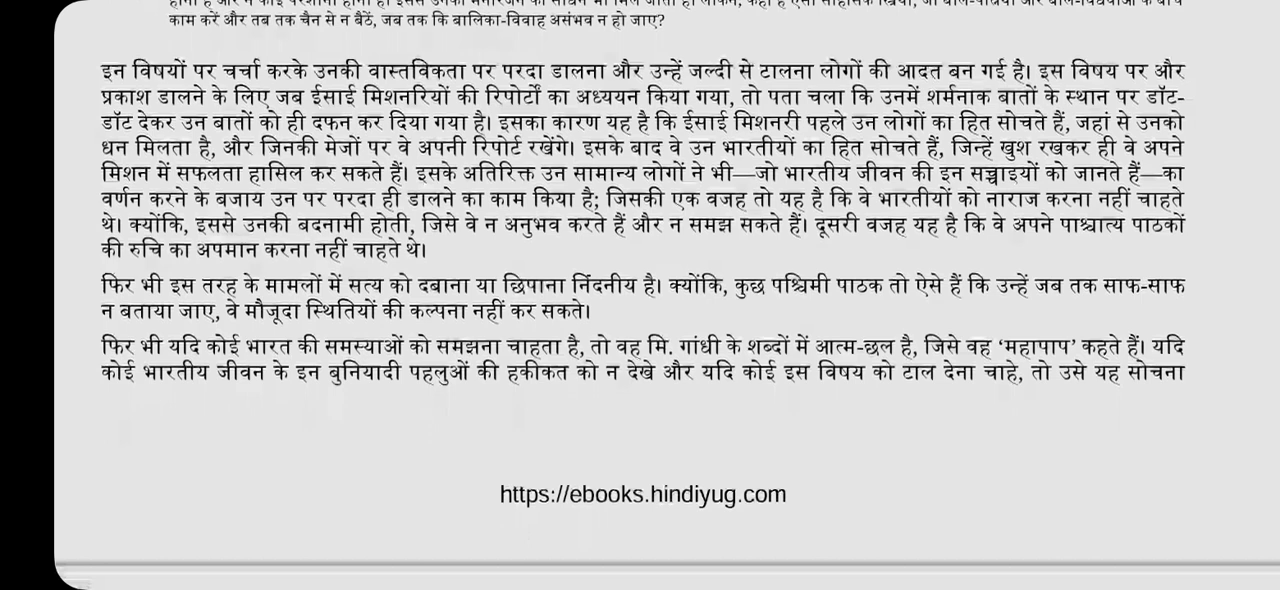 काम करें और तब तक चैन से न बैठें, जब तक कि बालिका-विवाह असंभव न हो जाए?
इन विषयों पर चर्चा करके उनकी वास्तविकता पर परदा डालना और उन्हें जल्दी से टालना लोगों की आदत बन गई है। इस विषय पर और
प्रकाश डालने के लिए जब ईसाई मिशनरियों की रिपोर्टों का अध्ययन किया गया, तो पता चला कि उनमें शर्मनाक बातों के स्थान पर डॉट-
डॉट देकर उन बातों को ही दफन कर दिया गया है। इसका कारण यह है कि ईसाई मिशनरी पहले उन लोगों का हित सोचते हैं, जहां से उनको
धन मिलता है, और जिनकी मेजों पर वे अपनी रिपोर्ट रखेंगे। इसके बाद वे उन भारतीयों का हित सोचते हैं, जिन्हें खुश रखकर ही वे अपने
मिशन में सफलता हासिल कर सकते हैं। इसके अतिरिक्त उन सामान्य लोगों ने भी—जो भारतीय जीवन की इन सच्चाइयों को जानते हैं—का
वर्णन करने के बजाय उन पर परदा ही डालने का काम किया है; जिसकी एक वजह तो यह है कि वे भारतीयों को नाराज करना नहीं चाहते
थे। क्योंकि, इससे उनकी बदनामी होती, जिसे वे न अनुभव करते हैं और न समझ सकते हैं। दूसरी वजह यह है कि वे अपने पाश्चात्य पाठकों
की रुचि का अपमान करना नहीं चाहते थे।
फिर भी इस तरह के मामलों में सत्य को दबाना या छिपाना निंदनीय है। क्योंकि, कुछ पश्चिमी पाठक तो ऐसे हैं कि उन्हें जब तक साफ-साफ
न बताया जाए, वे मौजूदा स्थितियों की कल्पना नहीं कर सकते।
फिर भी यदि कोई भारत की समस्याओं को समझना चाहता है, तो वह मि. गांधी के शब्दों में आत्म-छल है, जिसे वह ‘महापाप’ कहते हैं। यदि
कोई भारतीय जीवन के इन बुनियादी पहलुओं की हकीकत को न देखे और यदि कोई इस विषय को टाल देना चाहे, तो उसे यह सोचना
https://ebooks.hindiyug.com